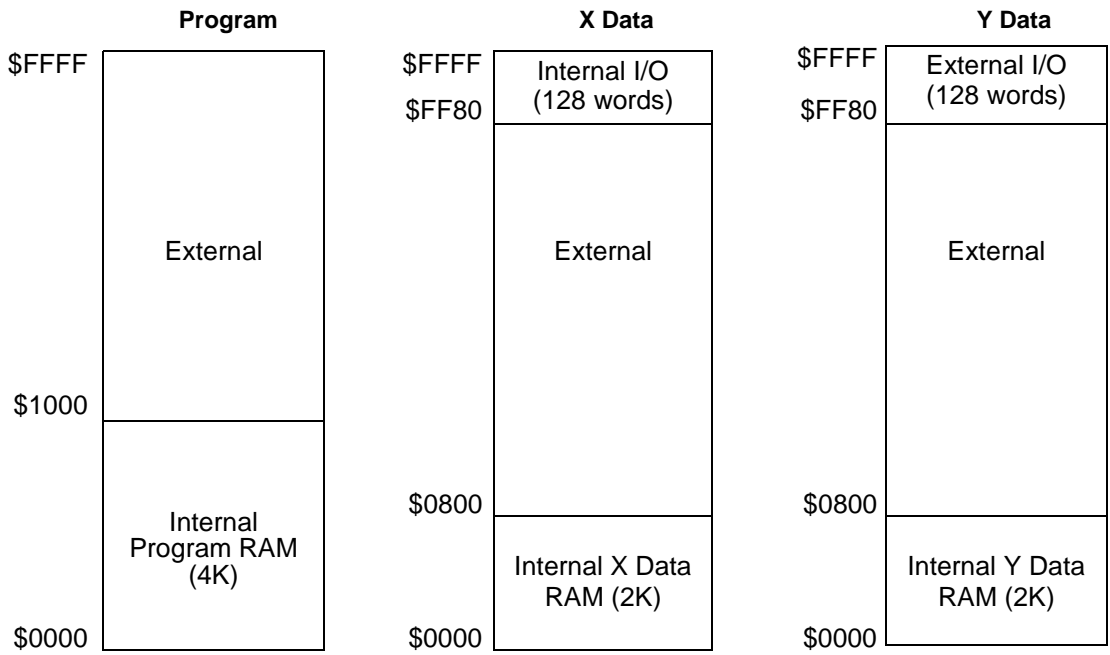 Program
$FFFF
External
$1000
Internal
Program RAM
(4K)
$0000
X Data
$FFFF
Internal I/O
(128 words)
$FF80
External
$0800
Internal X Data
RAM (2K)
$0000
Y Data
$FFFF
External I/O
(128 words)
$FF80
External
$0800
Internal Y Data
RAM (2K)
$0000